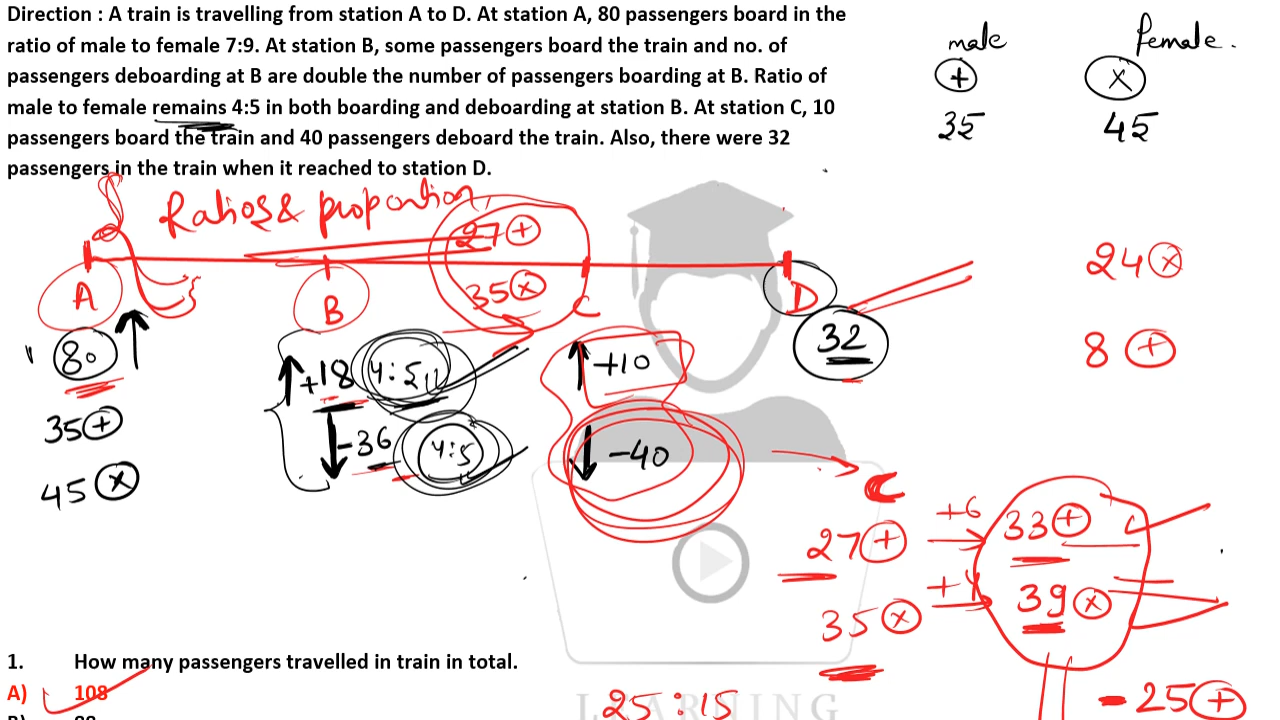 Direction : A train is travelling from station A to D. At station A, 80 passengers board in the
ratio of male to female 7:9. At station B, some passengers board the train and no. of
passengers deboarding at B are double the number of passengers boarding at B. Ratio of
male to female remains 4:5 in both boarding and deboarding at station B. At station C, 10
passengers board the train and 40 passengers deboard the train. Also, there were 32
passengers in the train when it reached to station D.
male female.
+ x
35 45
Ratios & proportion
27 +
35 x
A B C D
24 x
8 +
80
+18 4:5
+10
32
35 +
-36 4:5
-40
45 x
C
27 + +6 33 +
35 x +4 39 x
1. How many passengers travelled in train in total.
A) 108
25 : 15
- 25 +
LEARNING